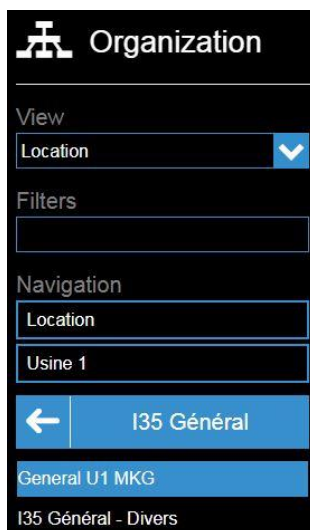 Organization
View
Location
Filters
Navigation
Location
Usine 1
I35 Général
General U1 MKG
I35 Général - Divers